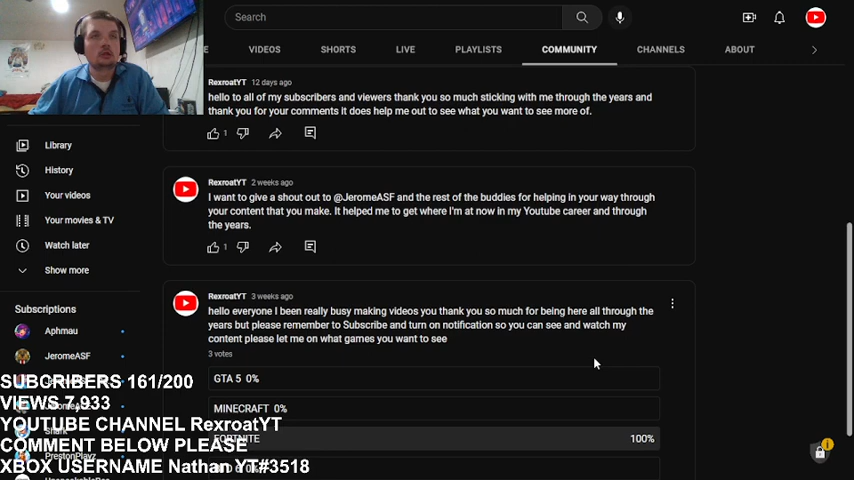 Search
E
VIDEOS
SHORTS
LIVE
PLAYLISTS
COMMUNITY
CHANNELS
ABOUT
RexroatYT 12 days ago
hello to all of my subscribers and viewers thank you so much sticking with me through the years and
thank you for your comments it does help me out to see what you want to see more of.
1
Library
History
Your videos
Your movies & TV
Watch later
Show more
Subscriptions
Aphmau
JeromeASF
RexroatYT 2 weeks ago
I want to give a shout out to @JeromeASF and the rest of the buddies for helping in your way through
your content that you make. It helped me to get where I'm at now in my Youtube career and through
the years.
1
RexroatYT 3 weeks ago
hello everyone I been really busy making videos you thank you so much for being here all through the
years but please remember to Subscribe and turn on notification so you can see and watch my
content please let me on what games you want to see
3 votes
GTA 5 0%
MINECRAFT 0%
FORTNITE 100%
0%
SUBCRIBERS 161/200
VIEWS 7,933
YOUTUBE CHANNEL RexroatYT
COMMENT BELOW PLEASE
PrestonPlayz
XBOX USERNAME Nathan YT#3518